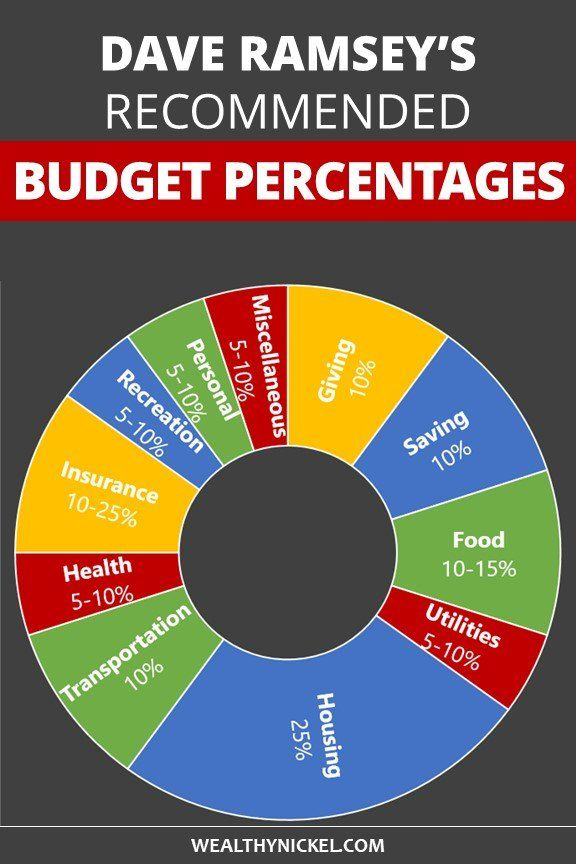 DAVE RAMSEY'S
RECOMMENDED
BUDGET PERCENTAGES
Giving
10%
Saving
10%
Food
10-15%
Utilities
5-10%
Housing
25%
Transportation
10%
Health
5-10%
Insurance
10-25%
Recreation
5-10%
Personal
5-10%
Miscellaneous
5-10%
WEALTHYNICKEL.COM